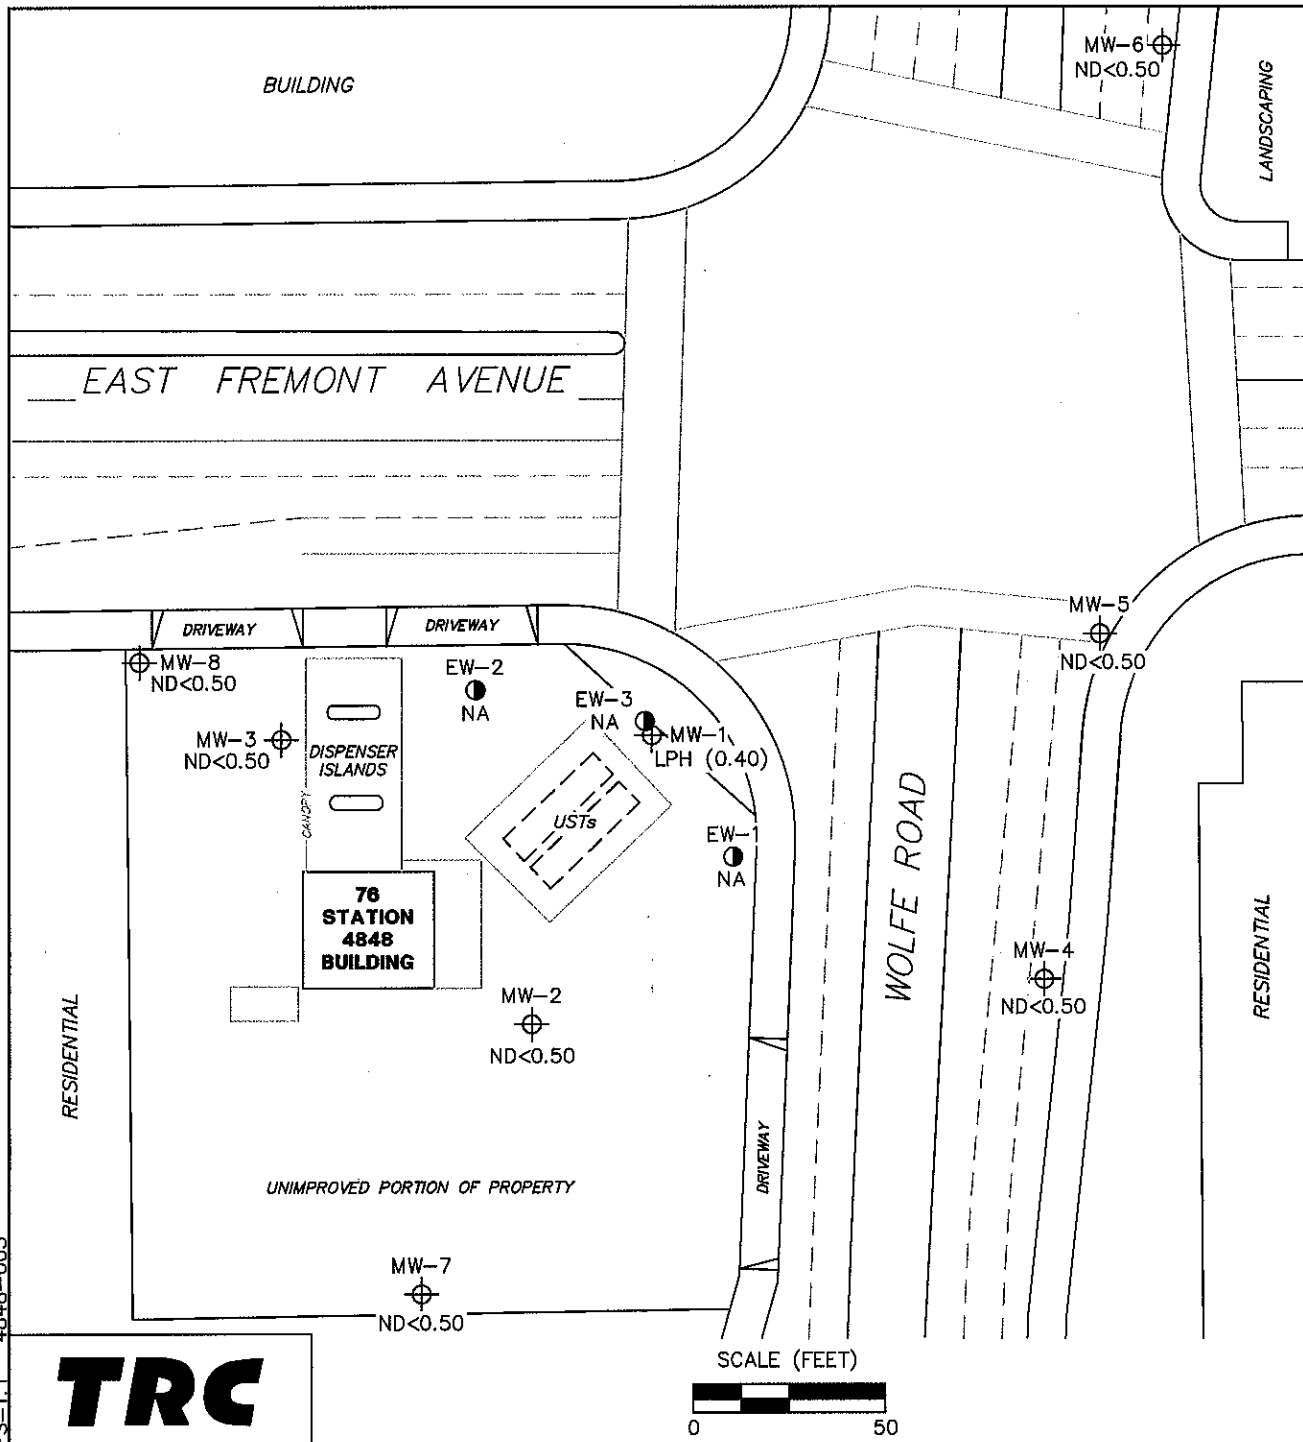 BUILDING
MW-6
ND<0.50
LANDSCAPING
EAST FREMONT AVENUE
DRIVEWAY
DRIVEWAY
MW-5
ND<0.50
MW-8
ND<0.50
EW-2
NA
EW-3
NA
MW-1
LPH (0.40)
MW-3
ND<0.50
DISPENSER
ISLANDS
CANOPY
USTs
EW-1
NA
WOLFE ROAD
76
STATION
4848
BUILDING
MW-4
ND<0.50
RESIDENTIAL
MW-2
ND<0.50
RESIDENTIAL
DRIVEWAY
UNIMPROVED PORTION OF PROPERTY
MW-7
ND<0.50
TRC
SCALE (FEET)
0 50